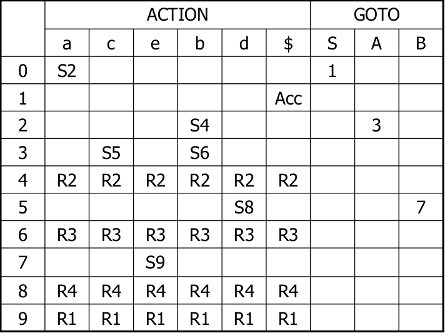 ACTION GOTO
a c e b d $ S A B
0 S2 1
1 Acc
2 S4 3
3 S5 S6
4 R2 R2 R2 R2 R2 R2
5 S8 7
6 R3 R3 R3 R3 R3 R3
7 S9
8 R4 R4 R4 R4 R4 R4
9 R1 R1 R1 R1 R1 R1